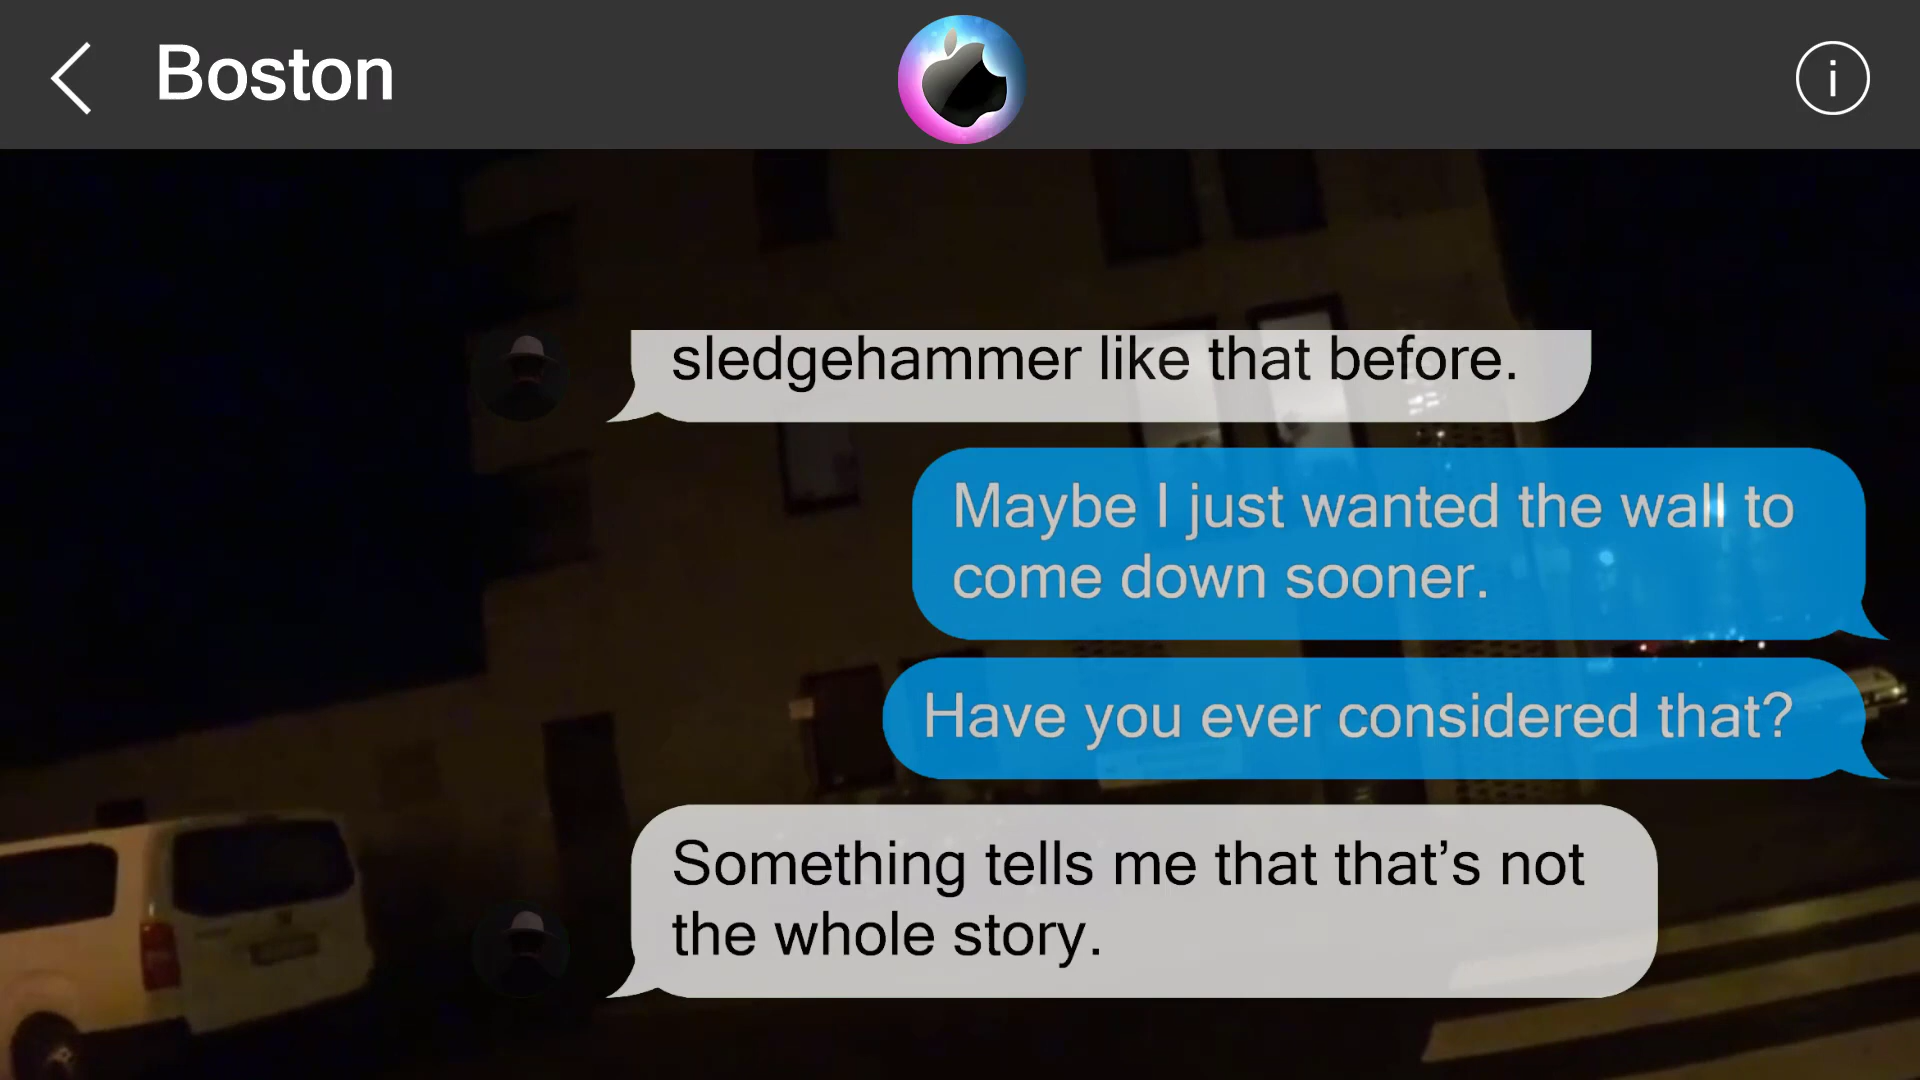 Boston
sledgehammer like that before.
Maybe I just wanted the wall to
come down sooner.
Have you ever considered that?
Something tells me that that’s not
the whole story.